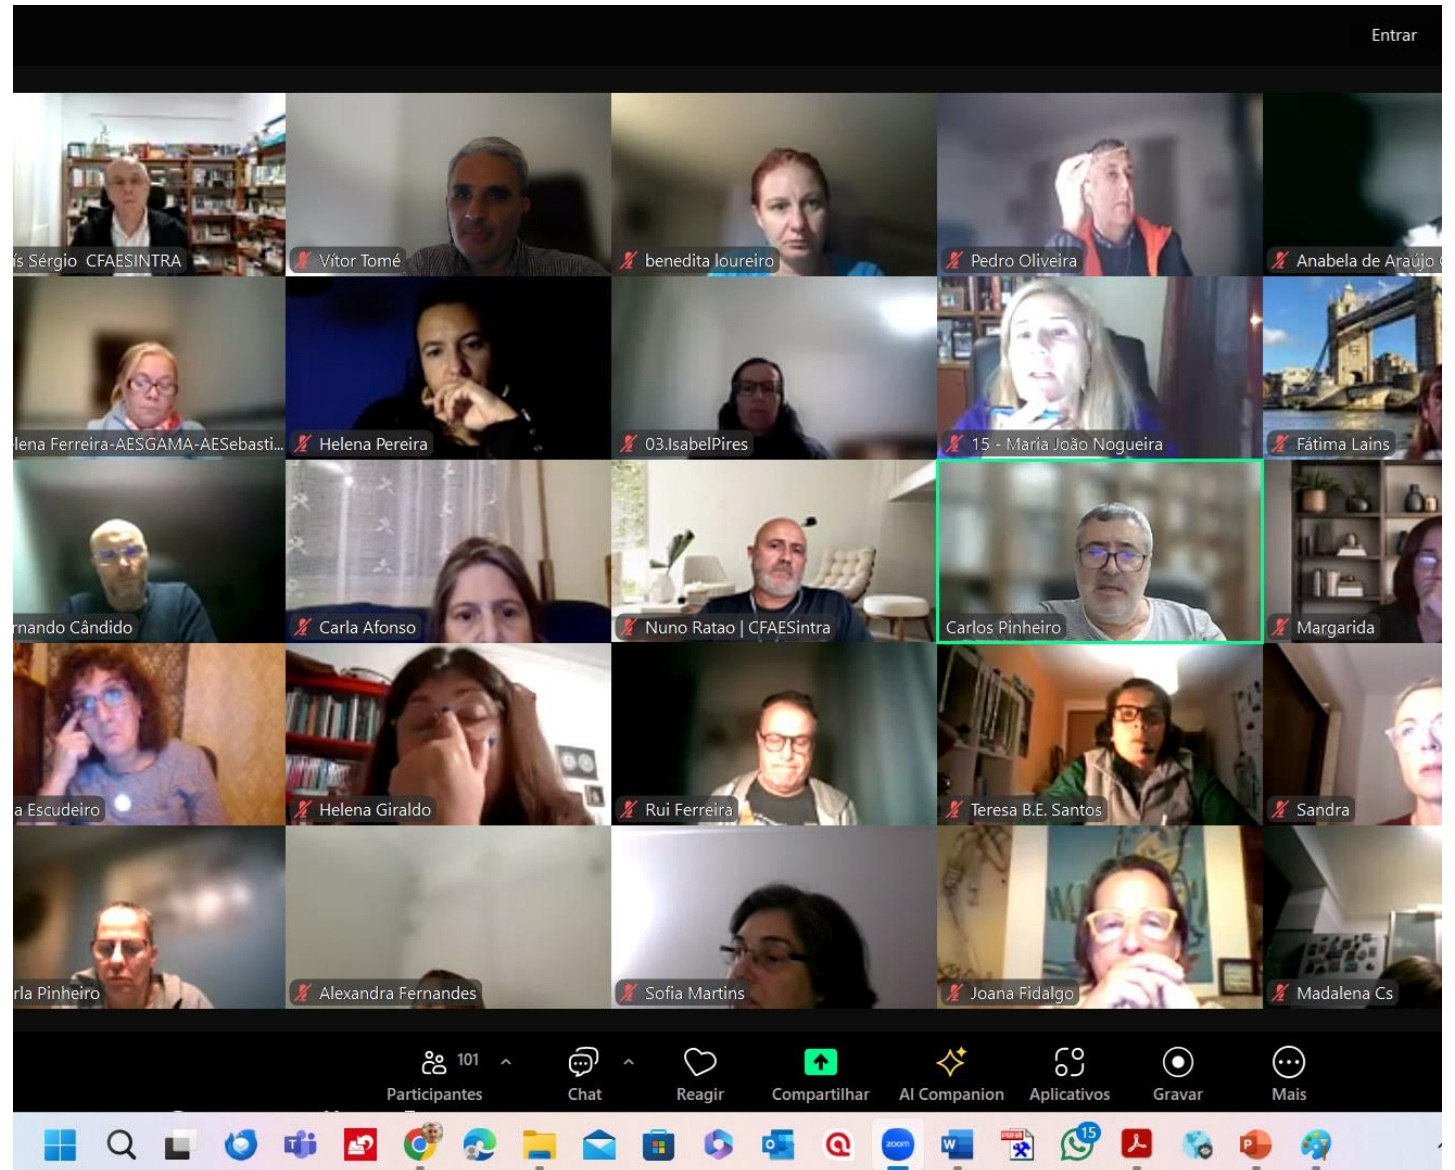 Entrar
ís Sérgio CFAESINTRA
Vítor Tomé
benedita loureiro
Pedro Oliveira
Anabela de Araújo
lena Ferreira-AESGAMA-AESebasti...
Helena Pereira
03.IsabelPires
15 - Maria João Nogueira
Fátima Lains
rnando Cândido
Carla Afonso
Nuno Ratao | CFAESintra
Carlos Pinheiro
Margarida
a Escudeiro
Helena Giraldo
Rui Ferreira
Teresa B.E. Santos
Sandra
rla Pinheiro
Alexandra Fernandes
Sofia Martins
Joana Fidalgo
Madalena Cs
101
Participantes
Chat
Reagir
Compartilhar
AI Companion
Aplicativos
Gravar
Mais
zoom
15